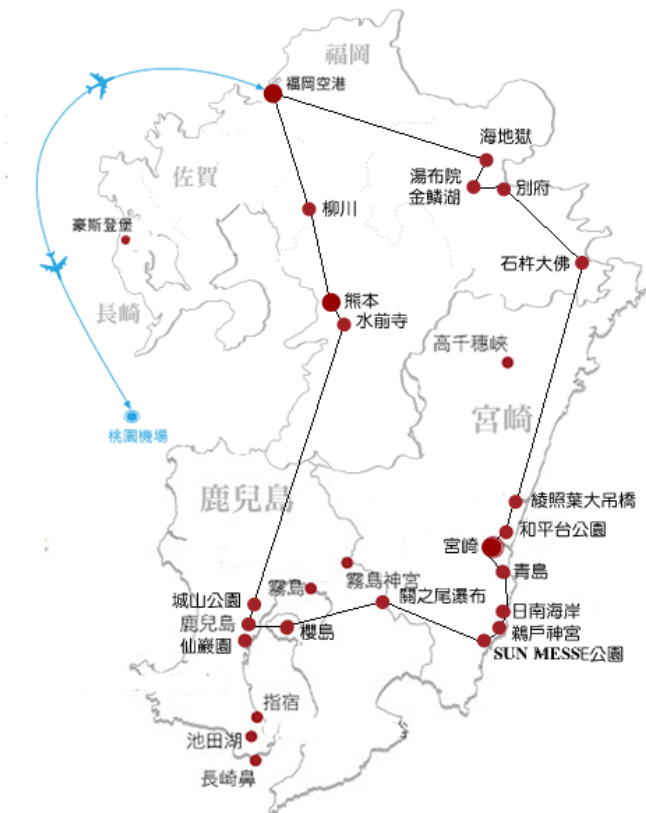 福岡
福岡空港
海地獄
湯布院
金鱗湖
別府
佐賀
柳川
豪斯登堡
石杵大佛
長崎
熊本
水前寺
高千穗峽
桃園機場
宮崎
鹿兒島
綾照葉大吊橋
和平台公園
宮崎
青島
霧島神宮
霧島
關之尾瀑布
城山公園
鹿兒島
仙巖園
櫻島
日南海岸
鵜戶神宮
SUN MESSE公園
指宿
池田湖
長崎鼻